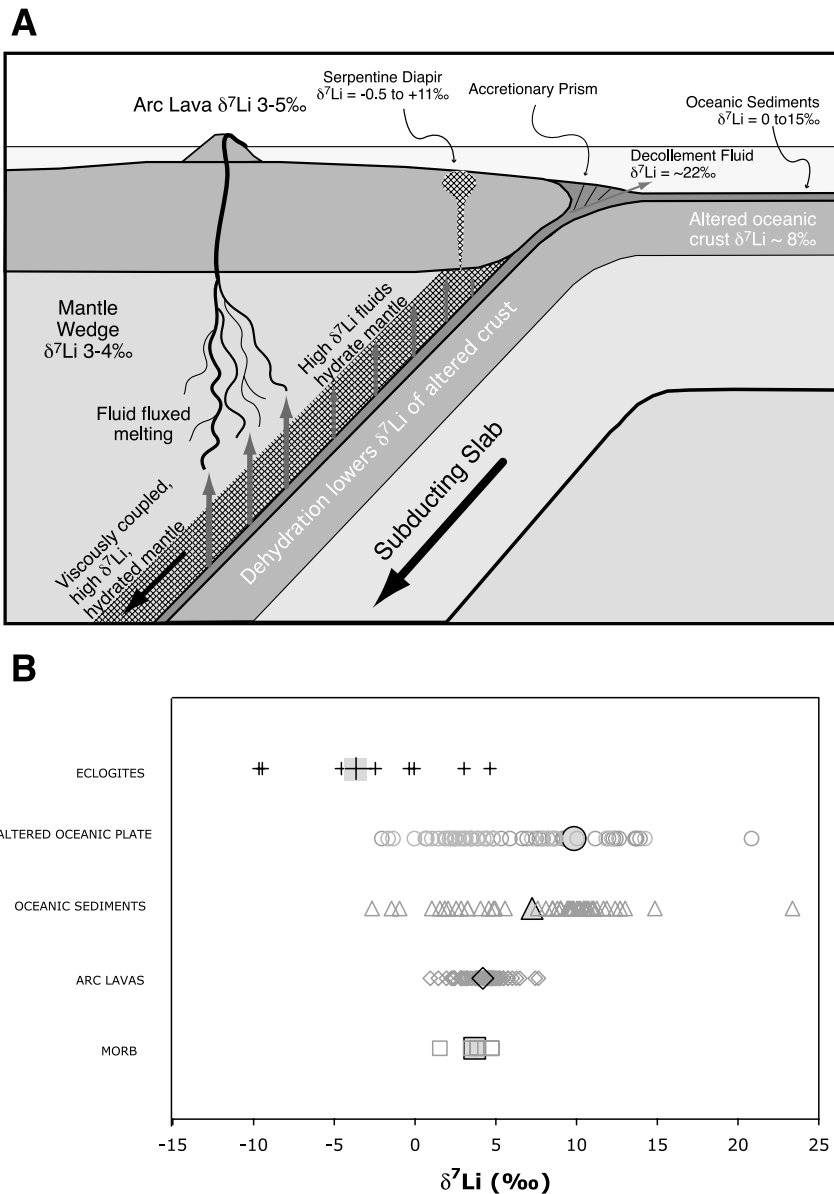 A
Serpentine Diapir
δ7Li = -0.5 to +11‰
Arc Lava δ7Li 3-5‰
Accretionary Prism
Oceanic Sediments
δ7Li = 0 to15‰
Decollement Fluid
δ7Li = ~22‰
Altered oceanic
crust δ7Li ~ 8‰
Mantle
Wedge
δ7Li 3-4‰
High δ7Li fluids
hydrate mantle
Fluid fluxed
melting
Dehydration lowers δ7Li of altered crust
Subducting Slab
Viscously coupled,
high δ7Li,
hydrated mantle
B
ECLOGITES
ALTERED OCEANIC PLATE
OCEANIC SEDIMENTS
ARC LAVAS
MORB
-15 -10 -5 0 5 10 15 20 25
δ7Li (‰)